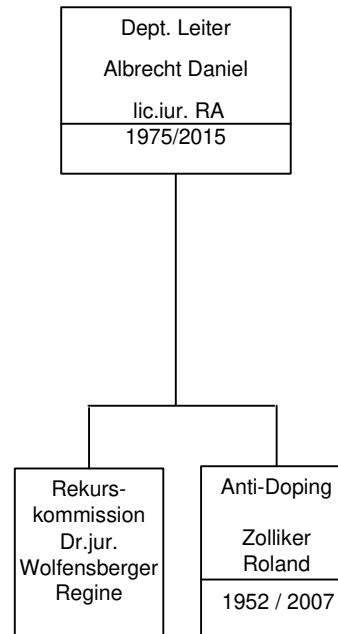 Dept. Leiter
Albrecht Daniel
lic.iur. RA
1975/2015
Rekurs-
kommission
Dr.jur.
Wolfensberger
Regine
Anti-Doping
Zolliker
Roland
1952 / 2007